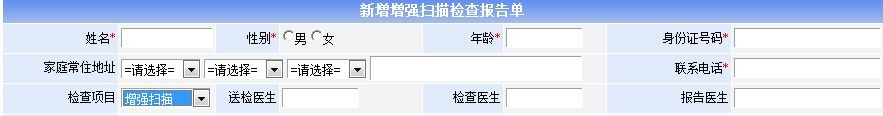 新增增强扫描检查报告单
姓名* 性别* 男 女 年龄* 身份证号码*
家庭常住地址 =请选择= =请选择= =请选择= 联系电话*
检查项目 增强扫描 送检医生 检查医生 报告医生